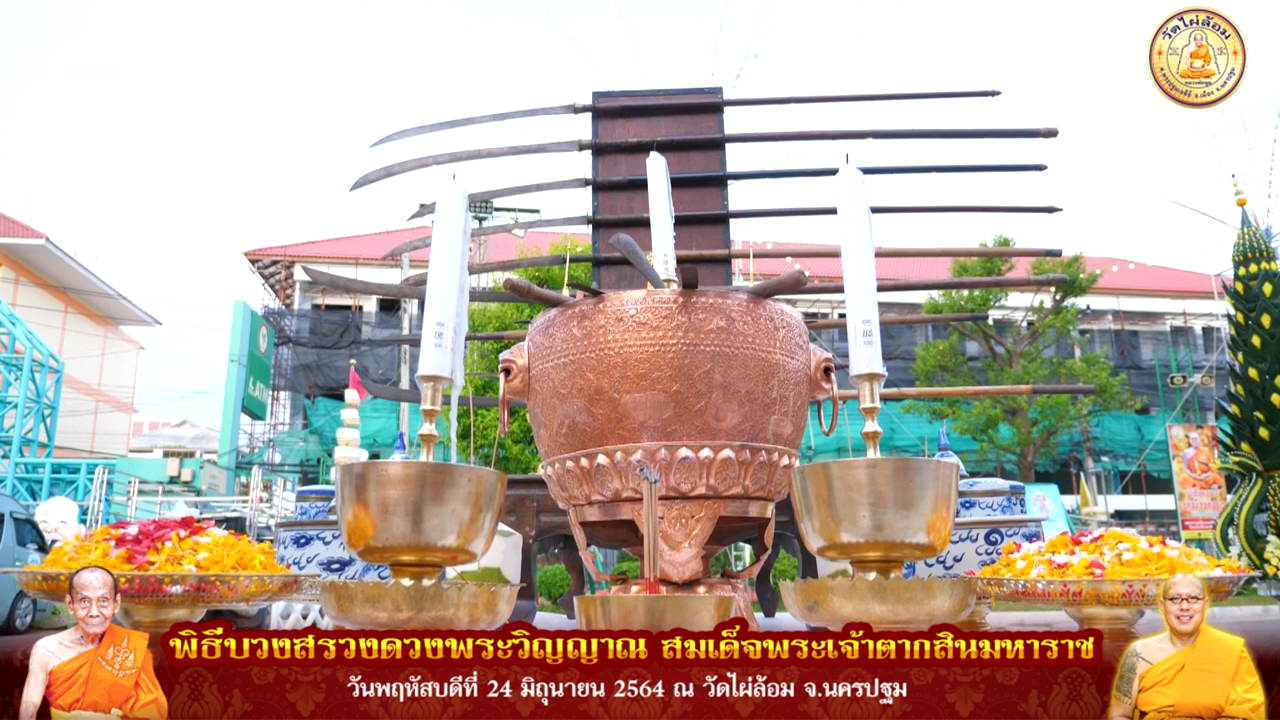 วัดไผ่ล้อม
พิธีบวงสรวงดวงพระวิญญาณ สมเด็จพระเจ้าตากสินมหาราช
วันพฤหัสบดีที่ 24 มิถุนายน 2564 ณ วัดไผ่ล้อม จ.นครปฐม